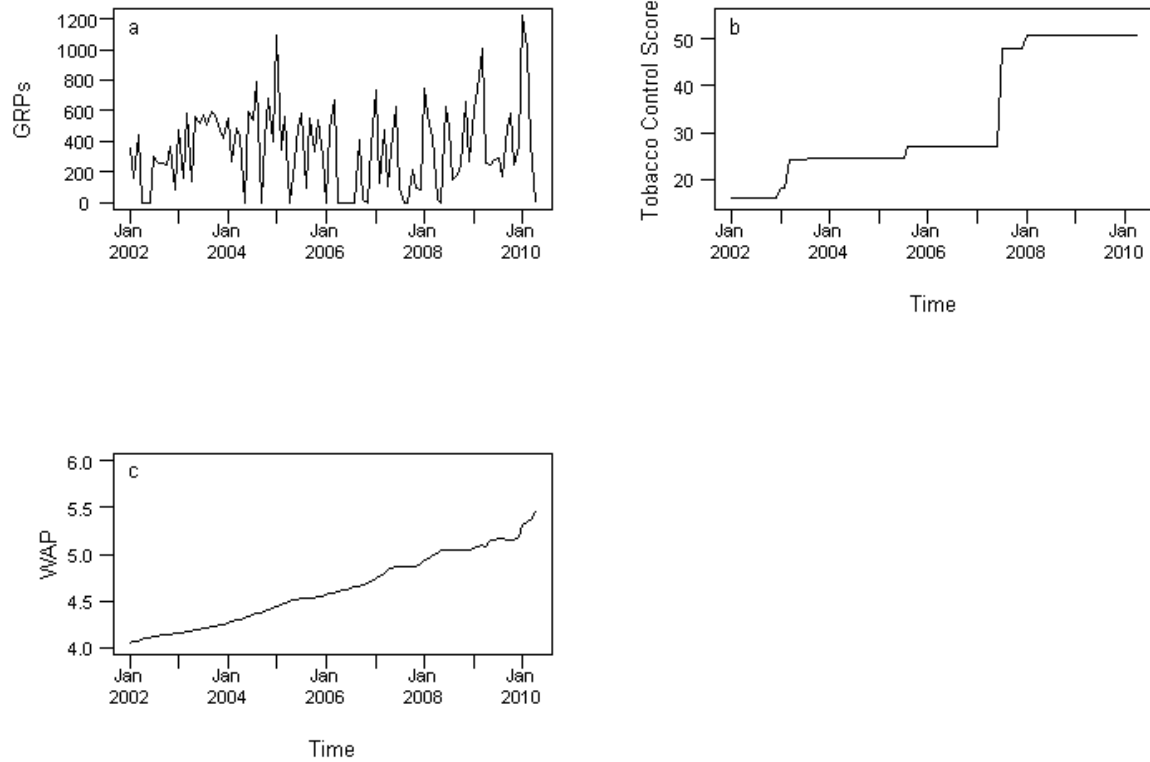 a
GRPs
1200
1000
800
600
400
200
0
Jan Jan Jan Jan Jan
2002 2004 2006 2008 2010
b
Tobacco Control Score
50
40
30
20
Jan Jan Jan Jan Jan
2002 2004 2006 2008 2010
Time
c
WAP
6.0
5.5
5.0
4.5
4.0
Jan Jan Jan Jan Jan
2002 2004 2006 2008 2010
Time